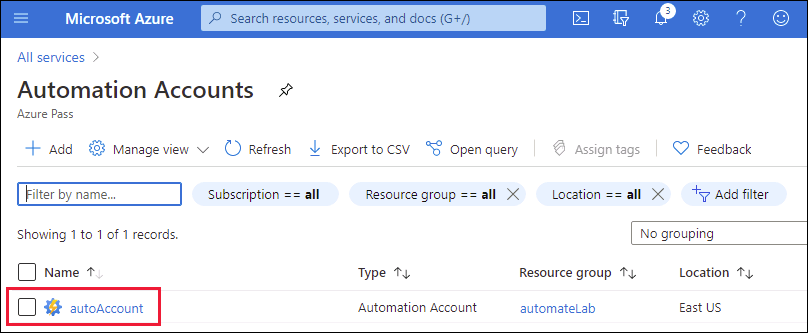 Microsoft Azure
Search resources, services, and docs (G+/)
3
All services
Automation Accounts
Azure Pass
Add
Manage view
Refresh
Export to CSV
Open query
Assign tags
Feedback
Filter by name...
Subscription == all
Resource group == all
Location == all
Add filter
Showing 1 to 1 of 1 records.
No grouping
Name
Type
Resource group
Location
autoAccount
Automation Account
automateLab
East US